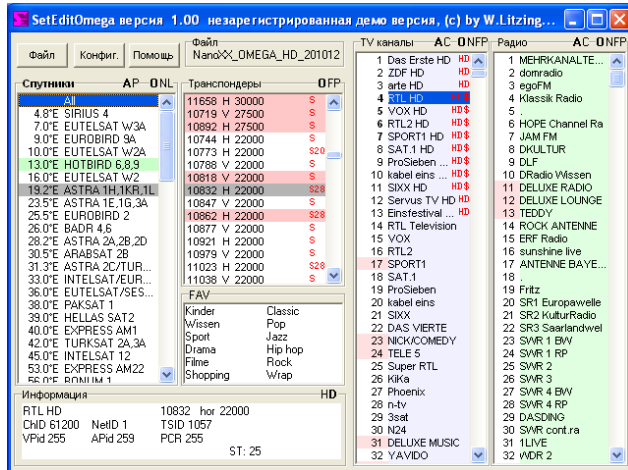 SetEditOmega версия 1.00 незарегистрированная демо версия, (c) by W.Litzing...
Файл
Конфиг.
Помощь
Файл
NanoXX_OMEGA_HD_201012
Спутники AP ONL
All
4.8°E SIRIUS 4
7.0°E EUTELSAT W3A
9.0°E EUROBIRD 9A
10.0°E EUTELSAT W2A
13.0°E HOTBIRD 6,8,9
16.0°E EUTELSAT W2
19.2°E ASTRA 1H,1KR,1L
23.5°E ASTRA 1E,1G,3A
25.5°E EUROBIRD 2
26.0°E BADR 4,6
28.2°E ASTRA 2A,2B,2D
30.5°E ARABSAT 2B
31.3°E ASTRA 2C/TUR...
33.0°E INTELSAT/EUR...
36.0°E EUTELSAT/SES...
38.0°E PAKSAT 1
39.0°E HELLAS SAT2
40.0°E EXPRESS AM1
42.0°E TURKSAT 2A,3A
45.0°E INTELSAT 12
53.0°E EXPRESS AM22
56.0°E BONUM 1
Транспондеры OFP
11658 H 30000 S
10719 V 27500 S
10892 H 27500 S
10744 H 22000 S
10773 H 22000 S20
10788 V 22000 S
10818 V 22000 S
10832 H 22000 S28
10847 V 22000 S
10862 H 22000 S28
10877 V 22000 S
10921 H 22000 S
10979 V 22000 S
11023 H 22000 S28
11038 V 22000 S
FAV
Kinder Classic
Wissen Pop
Sport Jazz
Drama Hip hop
Filme Rock
Shopping Wrap
Информация HD
RTL HD 10832 hor 22000
ChID 61200 NetID 1 TSID 1057
VPid 255 APid 259 PCR 255
ST: 25
TV каналы AC-ONFP
1 Das Erste HD HD
2 ZDF HD HD
3 arte HD HD
4 RTL HD HD$
5 VOX HD HD$
6 RTL2 HD HD$
7 SPORT1 HD HD$
8 SAT.1 HD HD$
9 ProSieben ... HD$
10 kabel eins ... HD$
11 SIXX HD HD$
12 Servus TV HD HD
13 Einsfestival ... HD
14 RTL Television
15 VOX
16 RTL2
17 SPORT1
18 SAT.1
19 ProSieben
20 kabel eins
21 SIXX
22 DAS VIERTE
23 NICK/COMEDY
24 TELE 5
25 Super RTL
26 KiKa
27 Phoenix
28 n-tv
29 3sat
30 N24
31 DELUXE MUSIC
32 YAVIDO
Радио AC-ONFP
1 MEHRKANALTE...
2 domradio
3 egoFM
4 Klassik Radio
5 .
6 HOPE Channel Ra
7 JAM FM
8 DKULTUR
9 DLF
10 DRadio Wissen
11 DELUXE RADIO
12 DELUXE LOUNGE
13 TEDDY
14 ROCK ANTENNE
15 ERF Radio
16 sunshine live
17 ANTENNE BAYE...
18 .
19 Fritz
20 SR1 Europawelle
21 SR2 KulturRadio
22 SR3 Saarlandwel
23 SWR1 BW
24 SWR1 RP
25 SWR 2
26 SWR 3
27 SWR 4 BW
28 SWR 4 RP
29 DASDING
30 SWR cont.ra
31 1LIVE
32 WDR 2